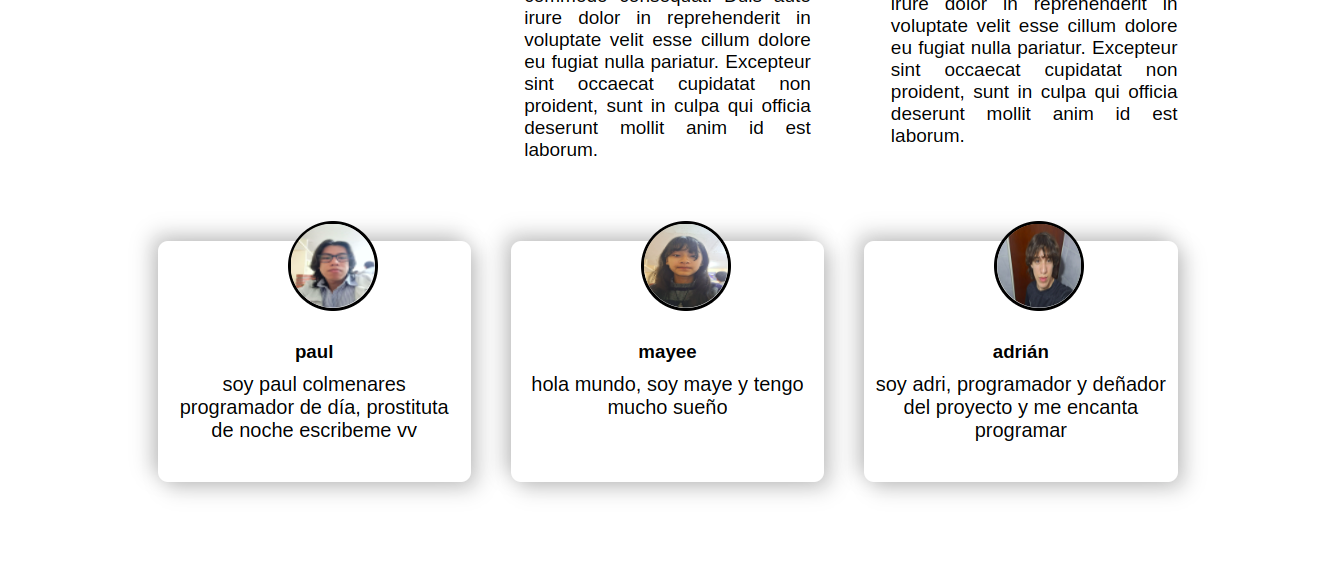 commodo consequat. Duis aute
irure dolor in reprehenderit in
voluptate velit esse cillum dolore
eu fugiat nulla pariatur. Excepteur
sint occaecat cupidatat non
proident, sunt in culpa qui officia
deserunt mollit anim id est
laborum.
irure dolor in reprehenderit in
voluptate velit esse cillum dolore
eu fugiat nulla pariatur. Excepteur
sint occaecat cupidatat non
proident, sunt in culpa qui officia
deserunt mollit anim id est
laborum.
paul
soy paul colmenares
programador de día, prostituta
de noche escribeme vv
mayee
hola mundo, soy maye y tengo
mucho sueño
adrián
soy adri, programador y deñador
del proyecto y me encanta
programar